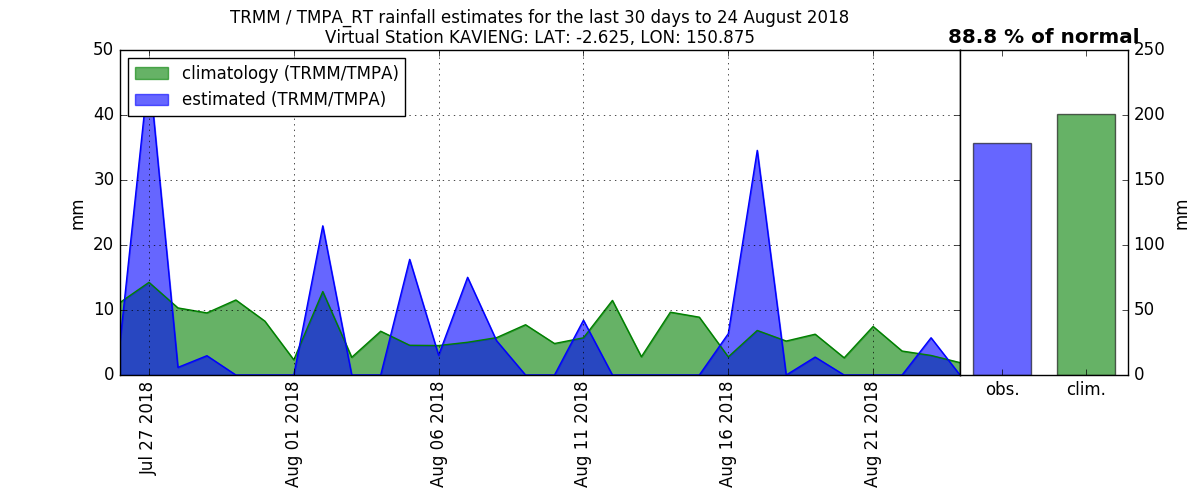 TRMM / TMPA_RT rainfall estimates for the last 30 days to 24 August 2018
Virtual Station KAVIENG: LAT: -2.625, LON: 150.875
88.8 % of normal
climatology (TRMM/TMPA)
estimated (TRMM/TMPA)
50
40
30
20
10
0
mm
Jul 27 2018
Aug 01 2018
Aug 06 2018
Aug 11 2018
Aug 16 2018
Aug 21 2018
250
200
150
100
50
0
mm
obs.
clim.